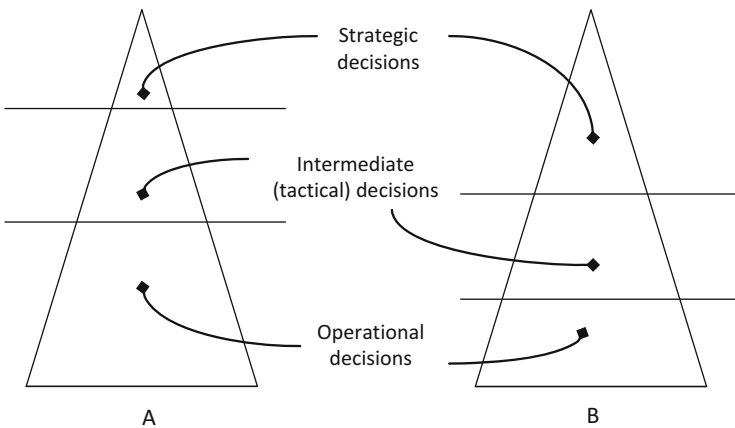 Strategic
decisions
Intermediate
(tactical) decisions
Operational
decisions
A
B